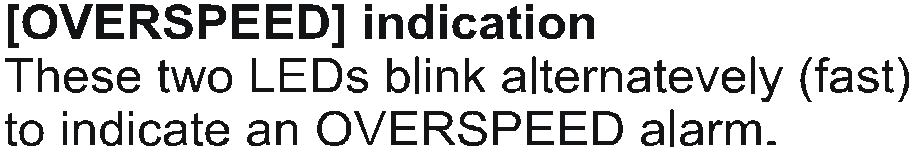 [OVERSPEED] indication
These two LEDs blink alternatevely (fast)
to indicate an OVERSPEED alarm.